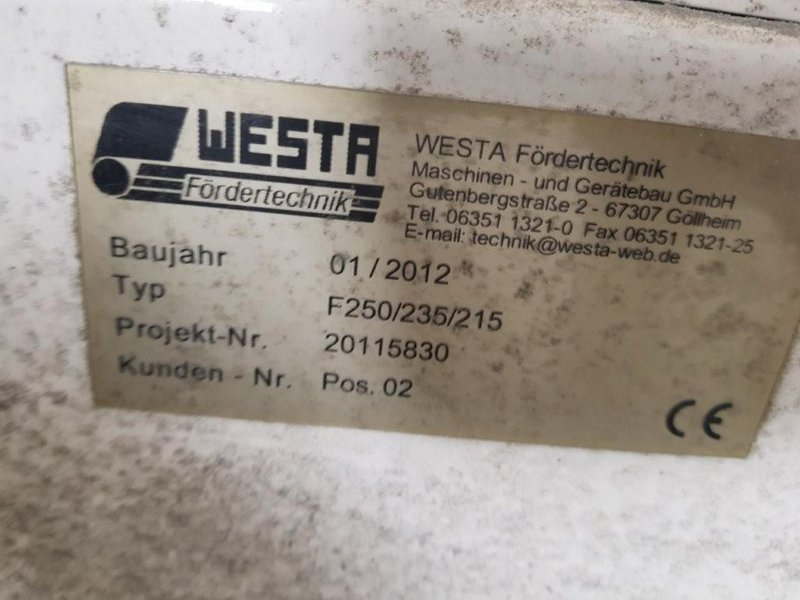 WESTA
Fördertechnik
WESTA Fördertechnik
Maschinen - und Gerätebau GmbH
Gutenbergstraße 2 - 67307 Göllheim
Tel. 06351 1321-0 Fax 06351 1321-25
E-mail: technik@westa-web.de
Baujahr 01/2012
Typ F250/235/215
Projekt-Nr. 20115830
Kunden - Nr. Pos. 02
CE